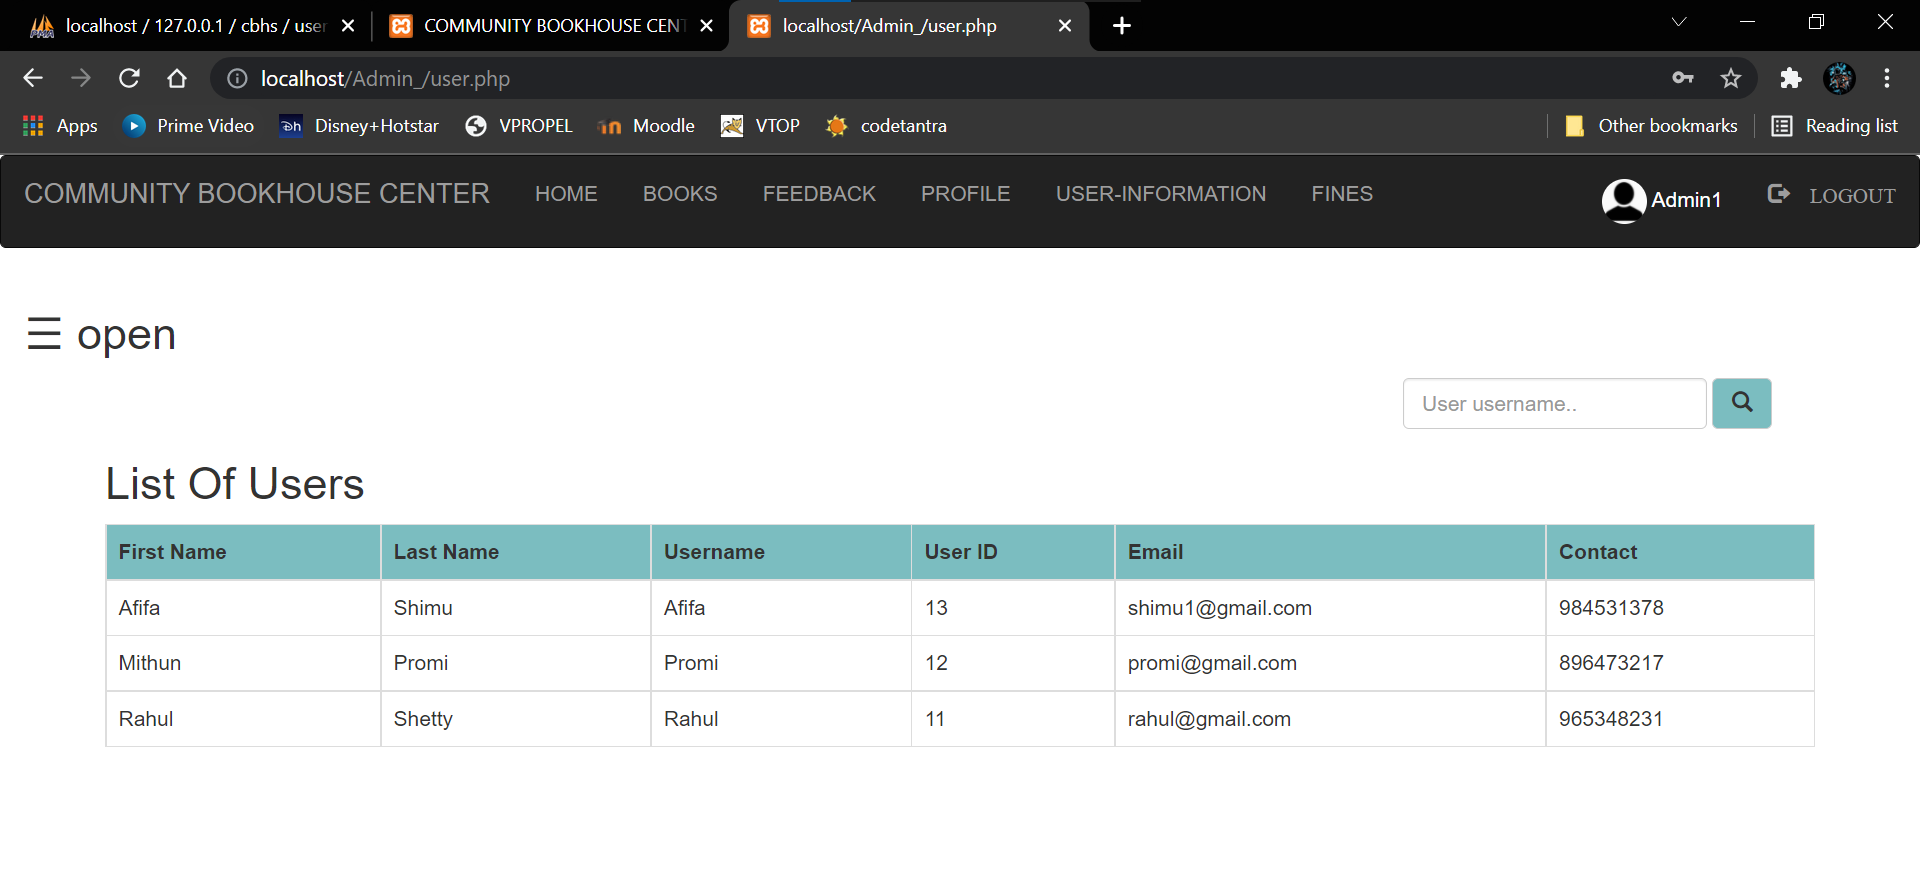 localhost / 127.0.0.1 / cbhs / user
COMMUNITY BOOKHOUSE CENT
localhost/Admin_/user.php
localhost/Admin_/user.php
Apps Prime Video Disney+Hotstar VPROPEL Moodle VTOP codetantra Other bookmarks Reading list
COMMUNITY BOOKHOUSE CENTER HOME BOOKS FEEDBACK PROFILE USER-INFORMATION FINES Admin1 LOGOUT
☰ open
User username..
List Of Users
First Name Last Name Username User ID Email Contact
Afifa Shimu Afifa 13 shimu1@gmail.com 984531378
Mithun Promi Promi 12 promi@gmail.com 896473217
Rahul Shetty Rahul 11 rahul@gmail.com 965348231